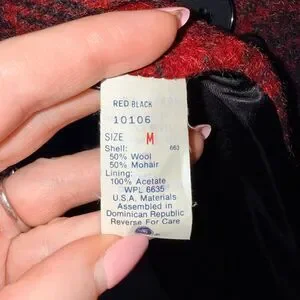 RED BLACK
10106
SIZE M
Shell: 663
50% Wool
50% Mohair
Lining:
100% Acetate
WPL 6635
U.S.A. Materials
Assembled in
Dominican Republic
Reverse For Care